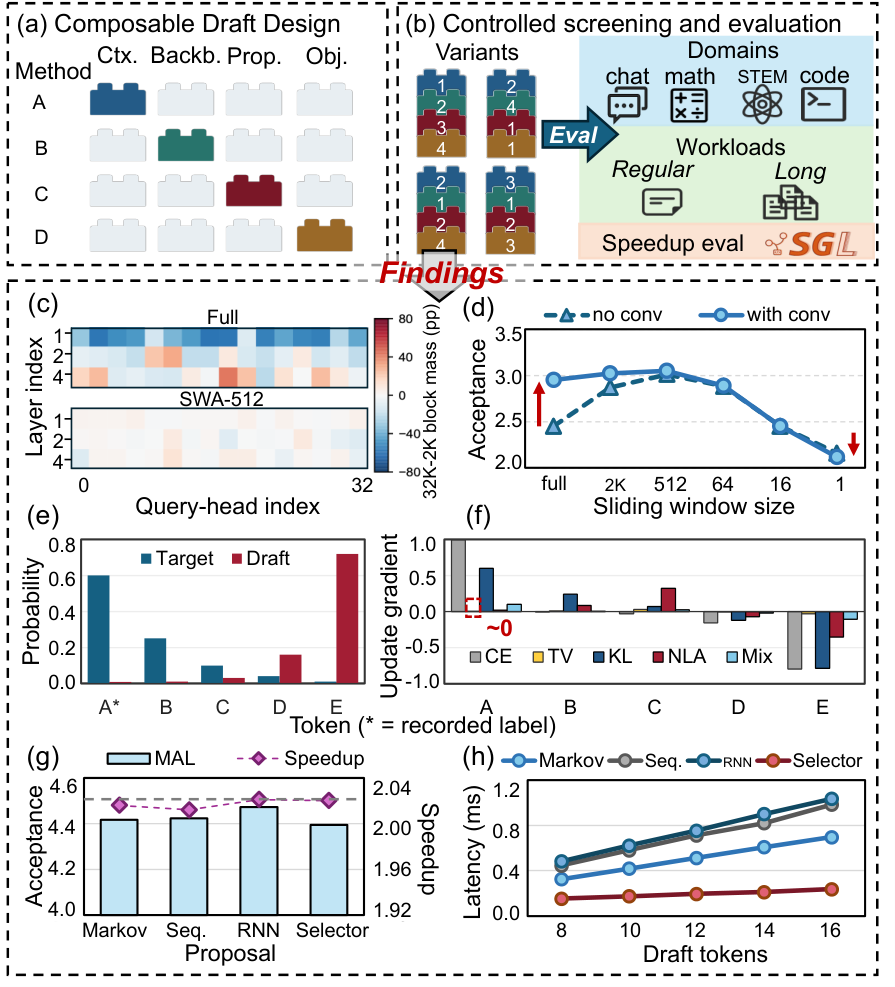 (a) Composable Draft Design
Ctx. Backb. Prop. Obj.
Method
A
B
C
D
(b) Controlled screening and evaluation
Variants
1
2
3
4
2
4
1
1
2
1
2
4
3
1
2
3
Eval
Domains
chat math STEM code
Workloads
Regular Long
Speedup eval SGL
Findings
(c)
Full
1
2
4
SWA-512
1
2
4
Layer index
0 32
Query-head index
80
40
0
-40
-80
32K-2K block mass (pp)
(d)
no conv with conv
3.5
3.0
2.5
2.0
Acceptance
full 2K 512 64 16 1
Sliding window size
(e)
0.8
0.6
0.4
0.2
0.0
Probability
Target Draft
A* B C D E
(f)
1.0
0.5
0.0
-0.5
-1.0
Update gradient
~0
CE TV KL NLA Mix
A B C D E
Token (* = recorded label)
(g)
MAL Speedup
4.6
4.4
4.2
4.0
Acceptance
2.04
2.00
1.96
1.92
Speedup
Markov Seq. RNN Selector
Proposal
(h)
Markov Seq. RNN Selector
1.2
0.8
0.4
0.0
Latency (ms)
8 10 12 14 16
Draft tokens